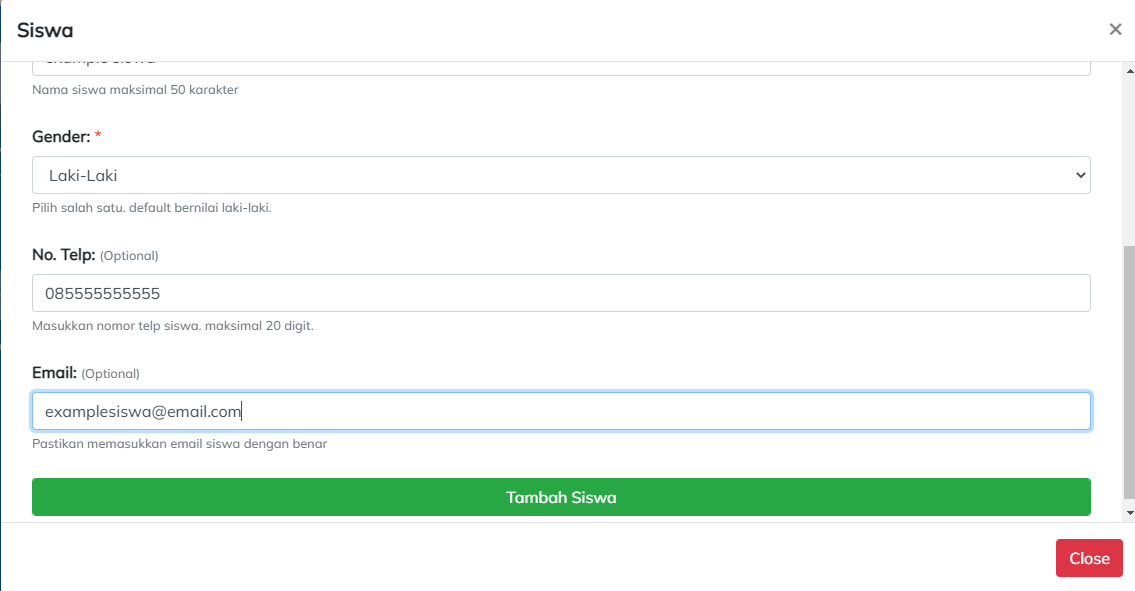 Siswa
×
Nama siswa maksimal 50 karakter
Gender: *
Laki-Laki
Pilih salah satu. default bernilai laki-laki.
No. Telp: (Optional)
085555555555
Masukkan nomor telp siswa. maksimal 20 digit.
Email: (Optional)
examplesiswa@email.com
Pastikan memasukkan email siswa dengan benar
Tambah Siswa
Close